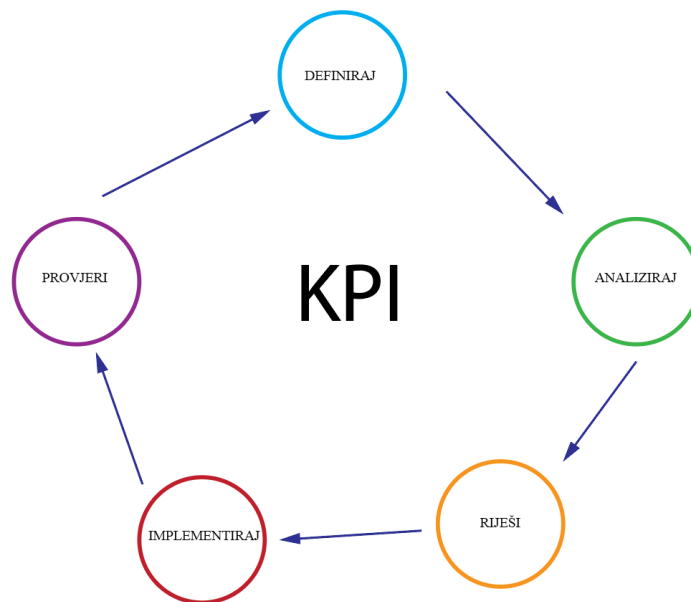 DEFINIRAJ
ANALIZIRAJ
RIJEŠI
IMPLEMENTIRAJ
PROVJERI
KPI